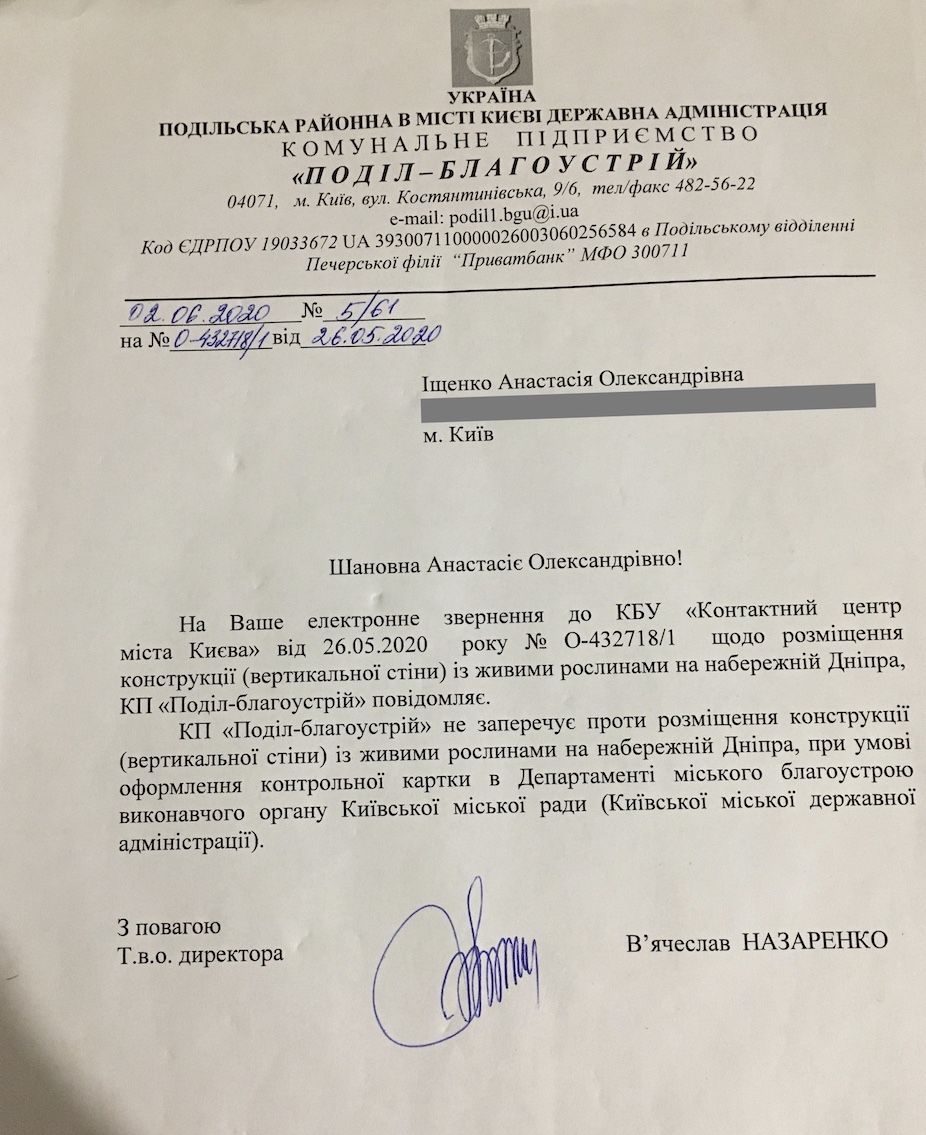 УКРАЇНА
ПОДІЛЬСЬКА РАЙОННА В МІСТІ КИЄВІ ДЕРЖАВНА АДМІНІСТРАЦІЯ
КОМУНАЛЬНЕ ПІДПРИЄМСТВО
«ПОДІЛ–БЛАГОУСТРІЙ»
04071, м. Київ, вул. Костянтинівська, 9/6, тел/факс 482-56-22
e-mail: podil1.bgu@i.ua
Код ЄДРПОУ 19033672 UA 393007110000026003060256584 в Подільському відділенні
Печерської філії “Приватбанк” МФО 300711
02.06.2020 № 5/61
на № О-432718/1 від 26.05.2020
Іщенко Анастасія Олександрівна
м. Київ
Шановна Анастасіє Олександрівно!
На Ваше електронне звернення до КБУ «Контактний центр
міста Києва» від 26.05.2020 року № О-432718/1 щодо розміщення
конструкції (вертикальної стіни) із живими рослинами на набережній Дніпра,
КП «Поділ-благоустрій» повідомляє.
КП «Поділ-благоустрій» не заперечує проти розміщення конструкції
(вертикальної стіни) із живими рослинами на набережній Дніпра, при умові
оформлення контрольної картки в Департаменті міського благоустрою
виконавчого органу Київської міської ради (Київської міської державної
адміністрації).
З повагою
Т.в.о. директора В’ячеслав НАЗАРЕНКО